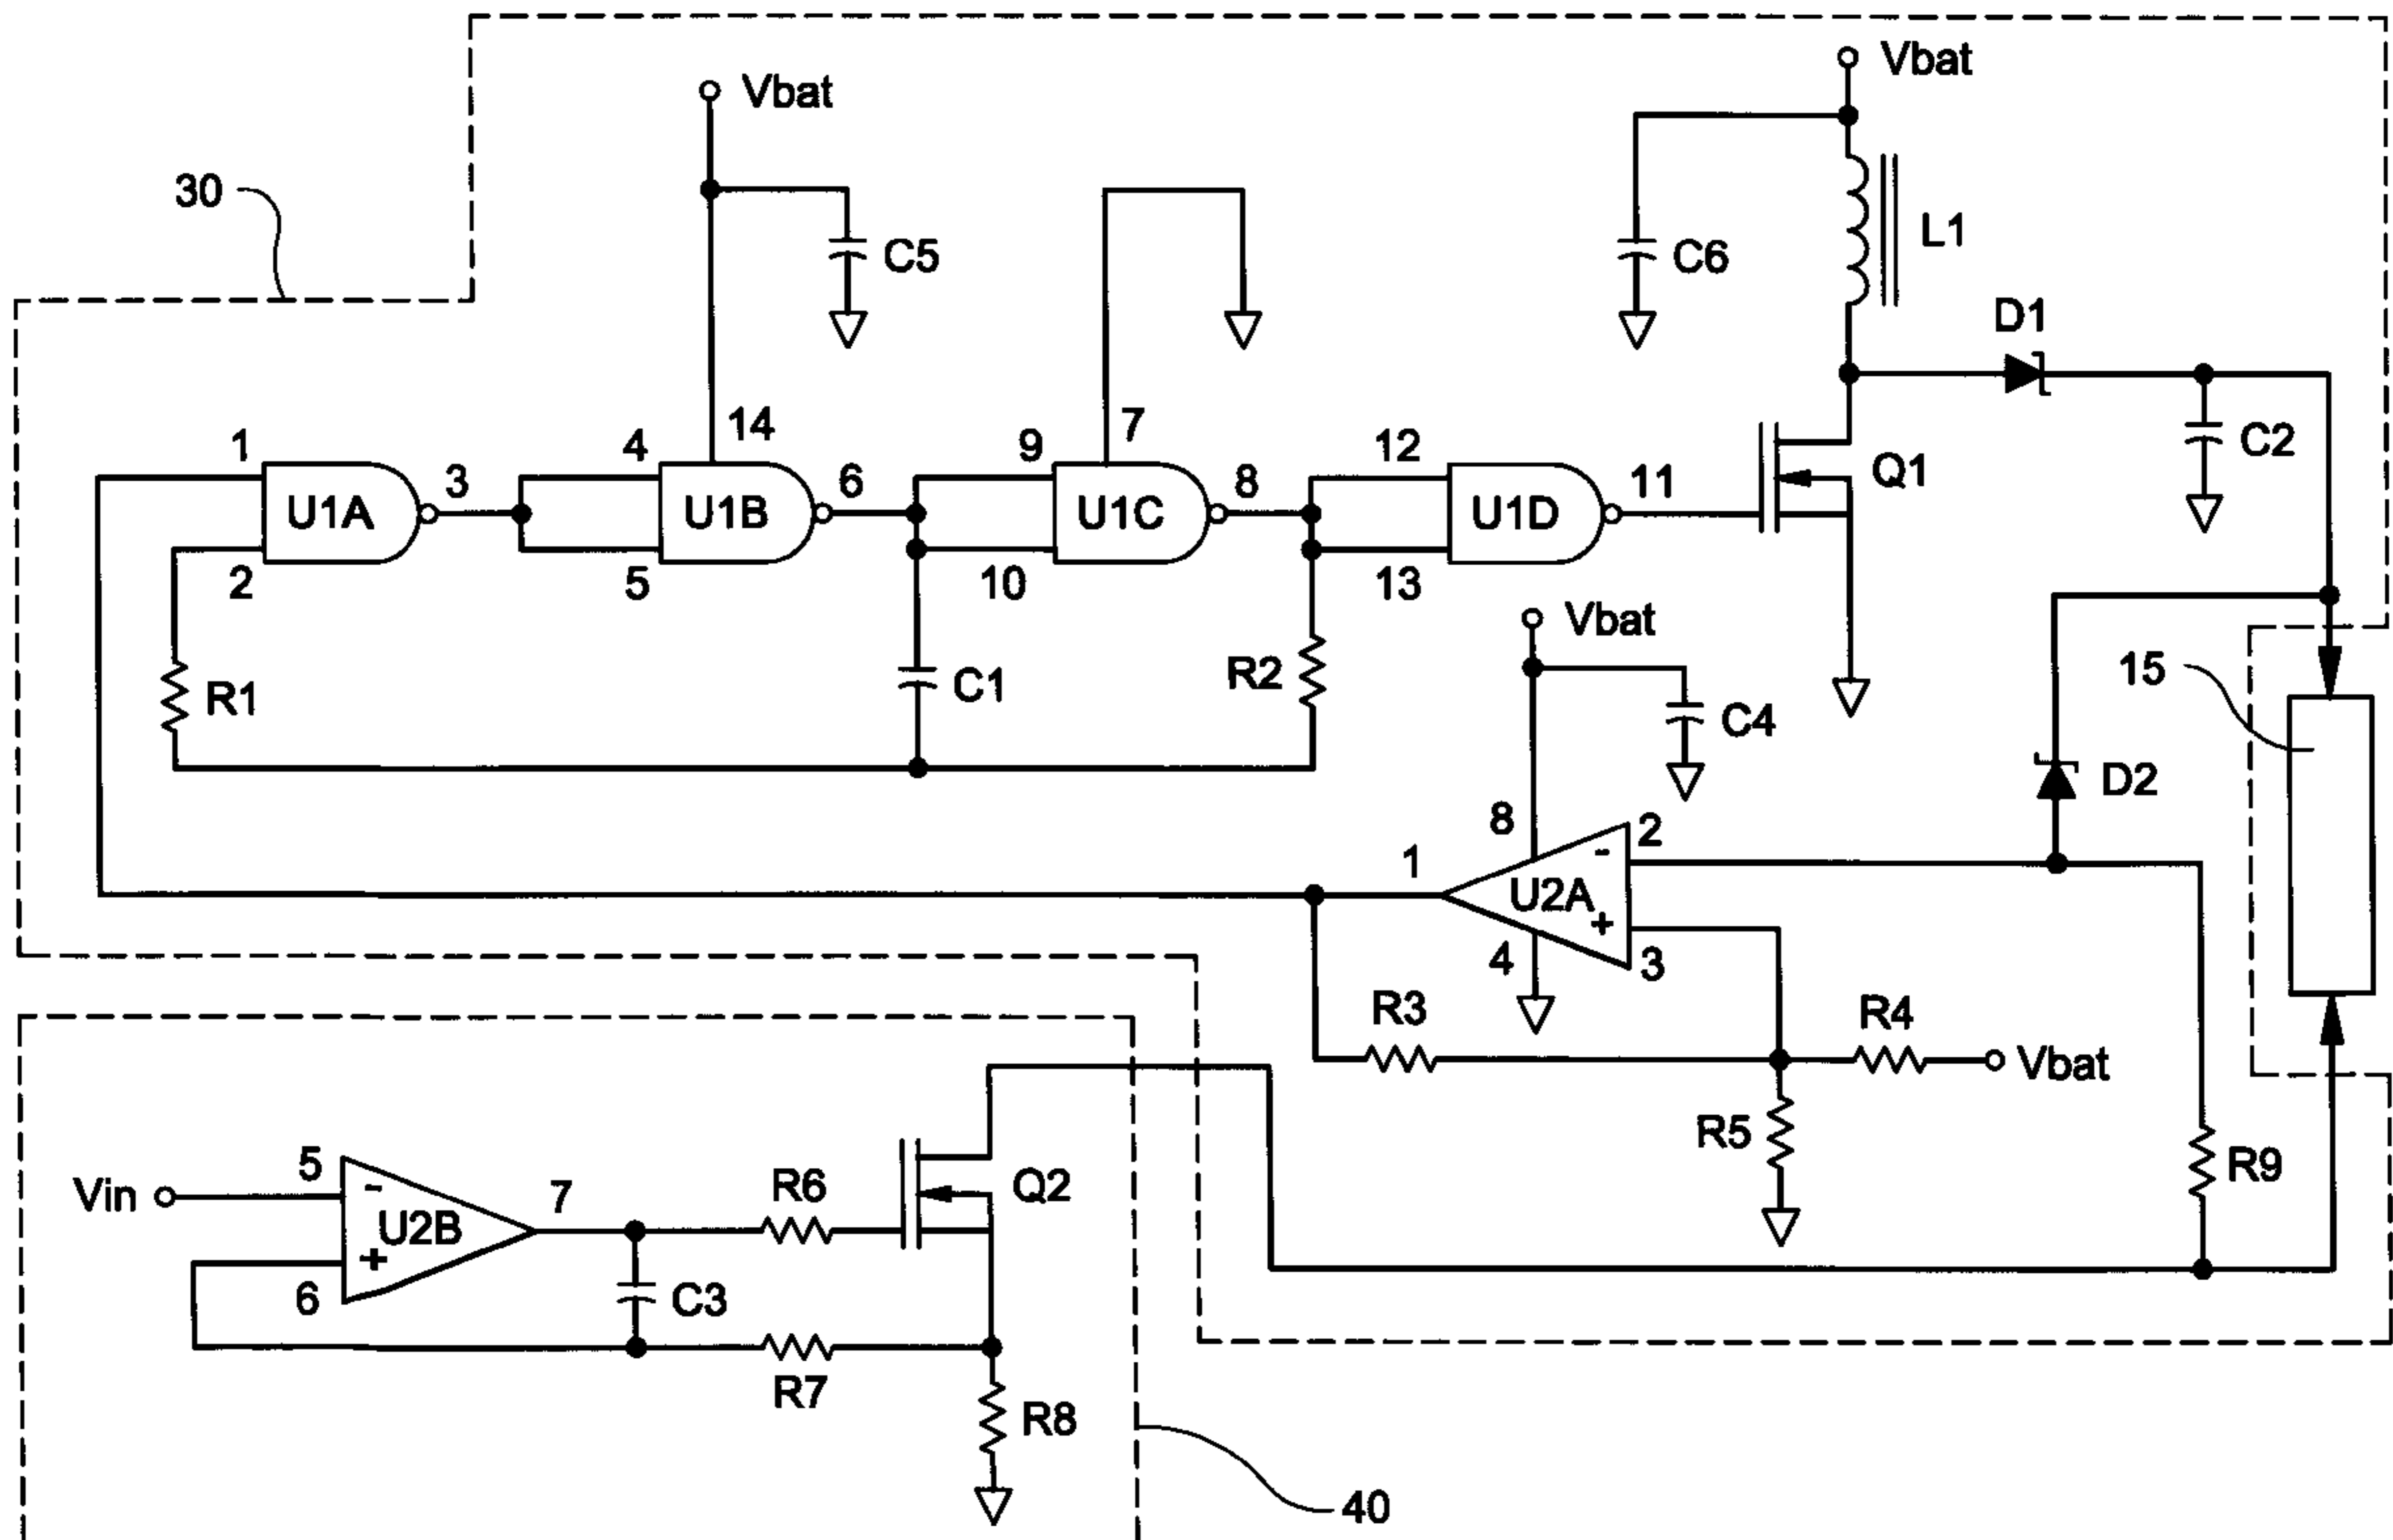 Vbat
Vbat
30
C5
C6
L1
D1
1
3
4
14
6
9
7
8
12
11
Q1
C2
U1A
U1B
U1C
U1D
2
5
10
13
Vbat
15
R1
C1
R2
C4
D2
8
2
1
-
U2A
+
4
3
R3
R4
Vbat
R5
R9
Vin
5
-
7
R6
Q2
U2B
+
6
C3
R7
R8
40